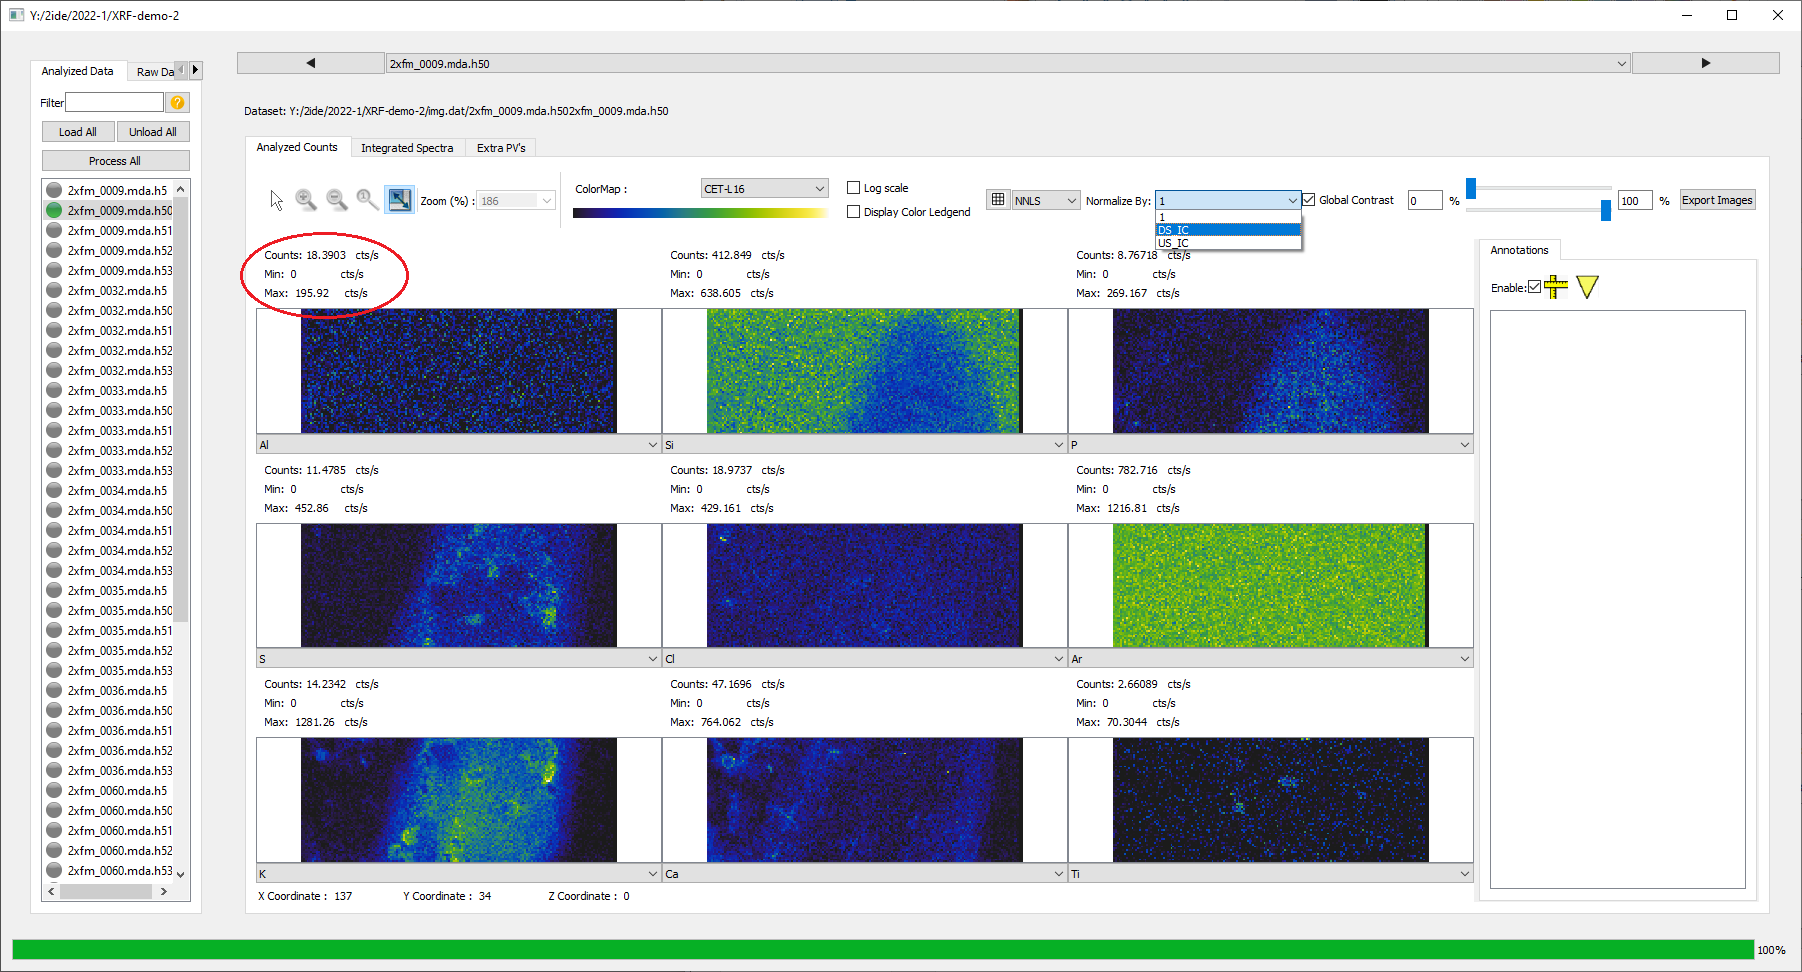 Y:/2ide/2022-1/XRF-demo-2
Analyized Data
Raw Da
Filter
Load All
Unload All
Process All
2xfm_0009.mda.h5
2xfm_0009.mda.h50
2xfm_0009.mda.h51
2xfm_0009.mda.h52
2xfm_0009.mda.h53
2xfm_0032.mda.h5
2xfm_0032.mda.h50
2xfm_0032.mda.h51
2xfm_0032.mda.h52
2xfm_0032.mda.h53
2xfm_0033.mda.h5
2xfm_0033.mda.h50
2xfm_0033.mda.h51
2xfm_0033.mda.h52
2xfm_0033.mda.h53
2xfm_0034.mda.h5
2xfm_0034.mda.h50
2xfm_0034.mda.h51
2xfm_0034.mda.h52
2xfm_0034.mda.h53
2xfm_0035.mda.h5
2xfm_0035.mda.h50
2xfm_0035.mda.h51
2xfm_0035.mda.h52
2xfm_0035.mda.h53
2xfm_0036.mda.h5
2xfm_0036.mda.h50
2xfm_0036.mda.h51
2xfm_0036.mda.h52
2xfm_0036.mda.h53
2xfm_0060.mda.h5
2xfm_0060.mda.h50
2xfm_0060.mda.h51
2xfm_0060.mda.h52
2xfm_0060.mda.h53
2xfm_0009.mda.h50
Dataset: Y:/2ide/2022-1/XRF-demo-2/img.dat/2xfm_0009.mda.h502xfm_0009.mda.h50
Analyzed Counts
Integrated Spectra
Extra PV's
Zoom (%) : 186
ColorMap :
CET-L16
Log scale
Display Color Ledgend
NNLS
Normalize By: 1
1
DS_IC
US_IC
Global Contrast
0 %
100 %
Export Images
Counts: 18.3903 cts/s
Min: 0 cts/s
Max: 195.92 cts/s
Al
Counts: 412.849 cts/s
Min: 0 cts/s
Max: 638.605 cts/s
Si
Counts: 8.76718 cts/s
Min: 0 cts/s
Max: 269.167 cts/s
P
Counts: 11.4785 cts/s
Min: 0 cts/s
Max: 452.86 cts/s
S
Counts: 18.9737 cts/s
Min: 0 cts/s
Max: 429.161 cts/s
Cl
Counts: 782.716 cts/s
Min: 0 cts/s
Max: 1216.81 cts/s
Ar
Counts: 14.2342 cts/s
Min: 0 cts/s
Max: 1281.26 cts/s
K
Counts: 47.1696 cts/s
Min: 0 cts/s
Max: 764.062 cts/s
Ca
Counts: 2.66089 cts/s
Min: 0 cts/s
Max: 70.3044 cts/s
Ti
X Coordinate : 137
Y Coordinate : 34
Z Coordinate : 0
Annotations
Enable:
100%